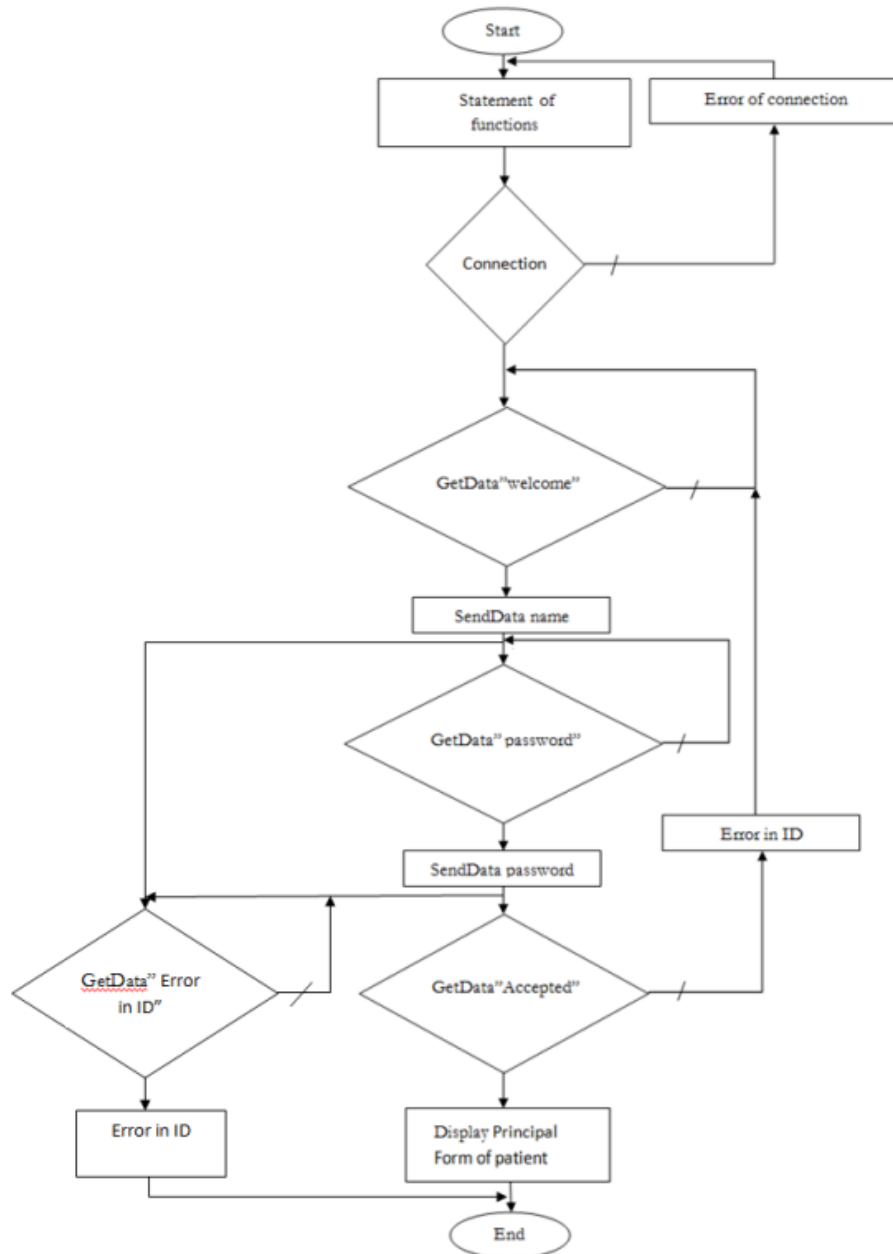 Start
Statement of
functions
Error of connection
Connection
GetData"welcome"
SendData name
GetData" password"
Error in ID
SendData password
GetData" Error
in ID"
GetData"Accepted"
Error in ID
Display Principal
Form of patient
End